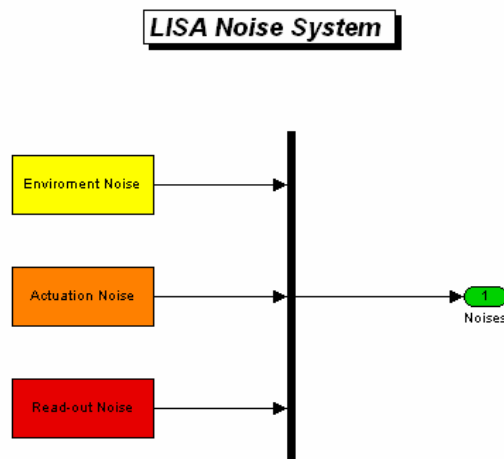 LISA Noise System
Enviroment Noise
Actuation Noise
1
Noises
Read-out Noise